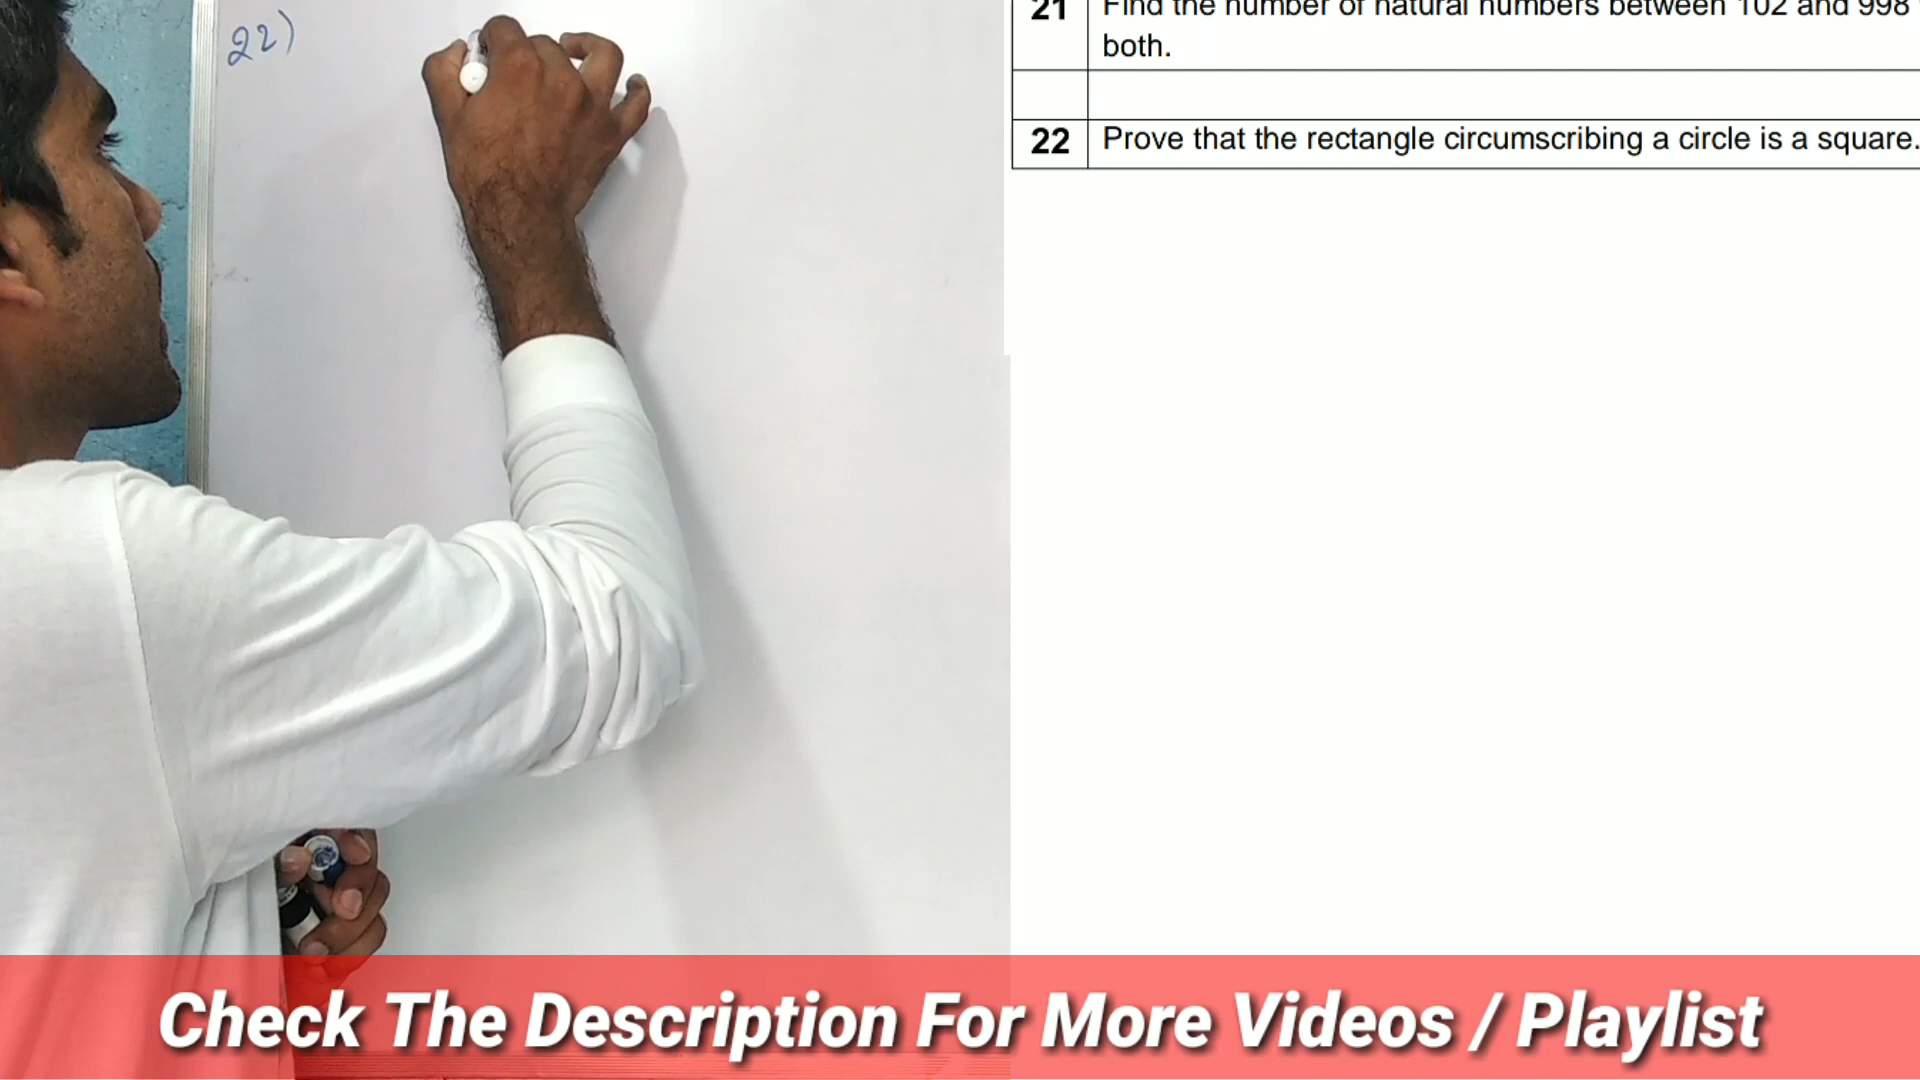 22)
21 Find the number of natural numbers between 102 and 998
both.
22 Prove that the rectangle circumscribing a circle is a square.
Check The Description For More Videos / Playlist